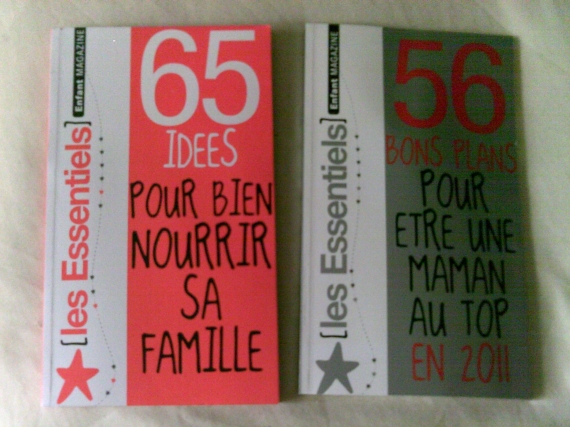 Enfant MAGAZINE
[les Essentiels]
65
IDEES
POUR BIEN
NOURRIR
SA
FAMILLE
Enfant MAGAZINE
[les Essentiels]
56
BONS PLANS
POUR
ETRE UNE
MAMAN
AU TOP
EN 2011